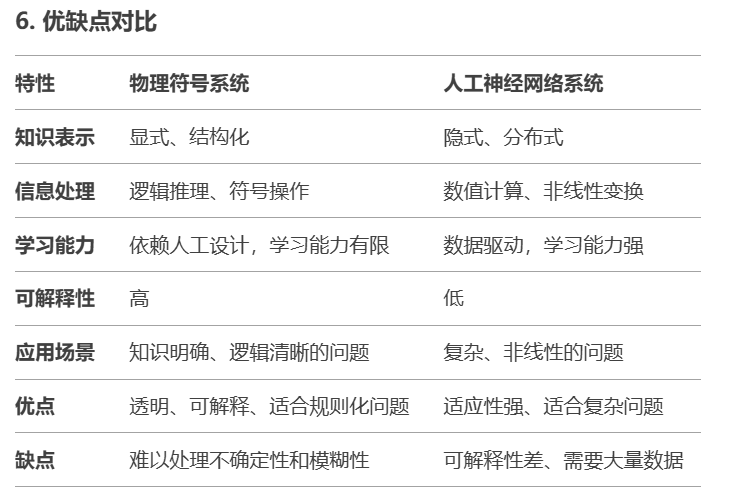 6. 优缺点对比
特性 物理符号系统 人工神经网络系统
知识表示 显式、结构化 隐式、分布式
信息处理 逻辑推理、符号操作 数值计算、非线性变换
学习能力 依赖人工设计，学习能力有限 数据驱动，学习能力强
可解释性 高 低
应用场景 知识明确、逻辑清晰的问题 复杂、非线性的问题
优点 透明、可解释、适合规则化问题 适应性强、适合复杂问题
缺点 难以处理不确定性和模糊性 可解释性差、需要大量数据